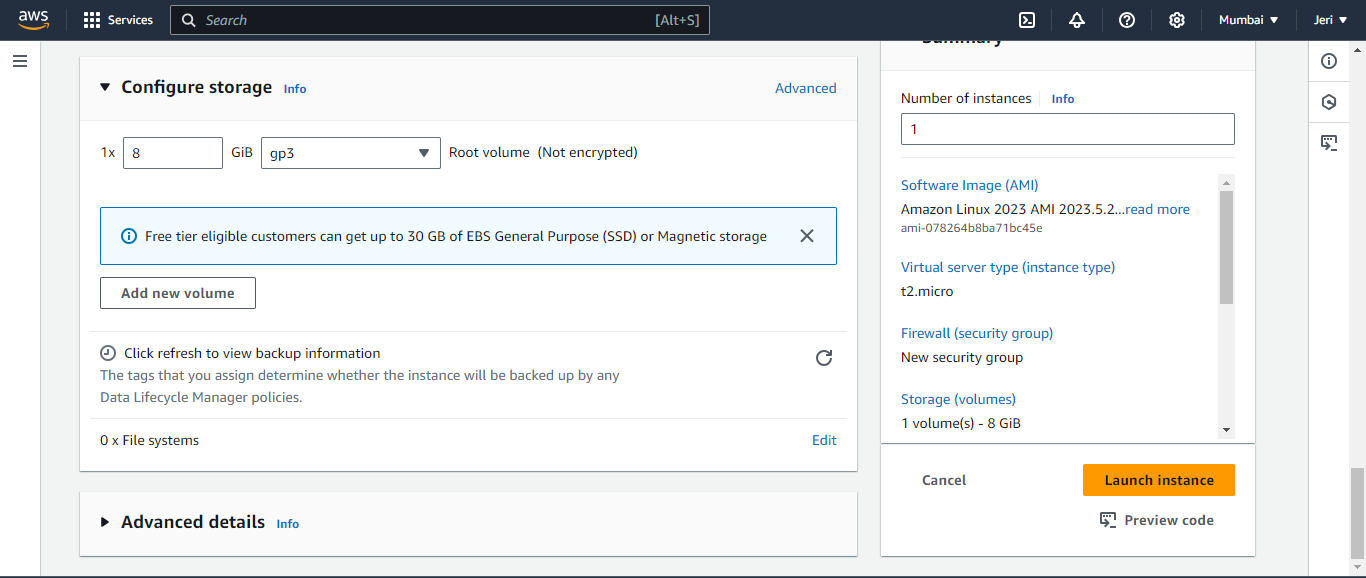 aws
Services
Search [Alt+S]
Mumbai ▼
Jeri ▼
Configure storage Info
Advanced
1x 8 GiB gp3 Root volume (Not encrypted)
Free tier eligible customers can get up to 30 GB of EBS General Purpose (SSD) or Magnetic storage
Add new volume
Click refresh to view backup information
The tags that you assign determine whether the instance will be backed up by any
Data Lifecycle Manager policies.
0 x File systems Edit
Advanced details Info
Summary
Number of instances Info
1
Software Image (AMI)
Amazon Linux 2023 AMI 2023.5.2...read more
ami-078264b8ba71bc45e
Virtual server type (instance type)
t2.micro
Firewall (security group)
New security group
Storage (volumes)
1 volume(s) - 8 GiB
Cancel
Launch instance
Preview code